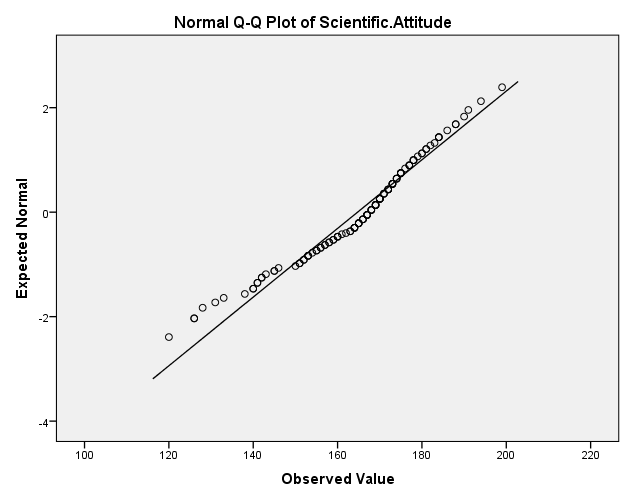 Normal Q-Q Plot of Scientific.Attitude
Expected Normal
2
0
-2
-4
100 120 140 160 180 200 220
Observed Value